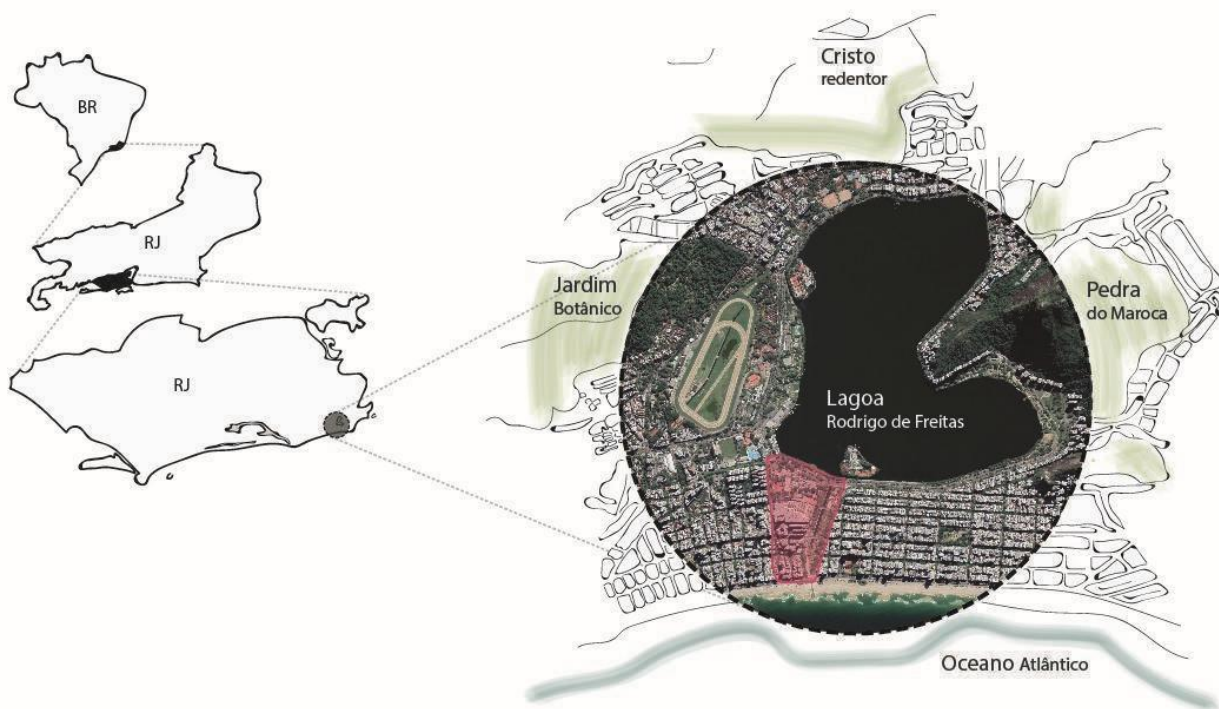 BR
RJ
RJ
Cristo
redentor
Jardim
Botânico
Pedra
do Maroca
Lagoa
Rodrigo de Freitas
Oceano Atlântico